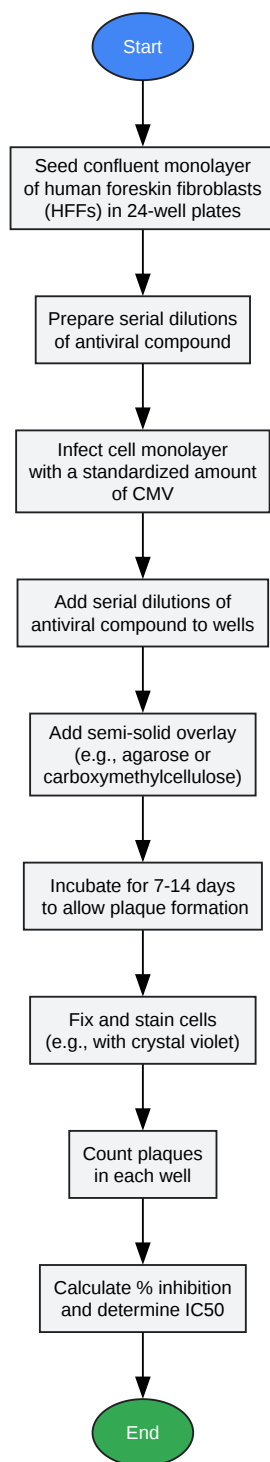 Start
Seed confluent monolayer
of human foreskin fibroblasts
(HFFs) in 24-well plates
Prepare serial dilutions
of antiviral compound
Infect cell monolayer
with a standardized amount
of CMV
Add serial dilutions of
antiviral compound to wells
Add semi-solid overlay
(e.g., agarose or
carboxymethylcellulose)
Incubate for 7-14 days
to allow plaque formation
Fix and stain cells
(e.g., with crystal violet)
Count plaques
in each well
Calculate % inhibition
and determine IC50
End